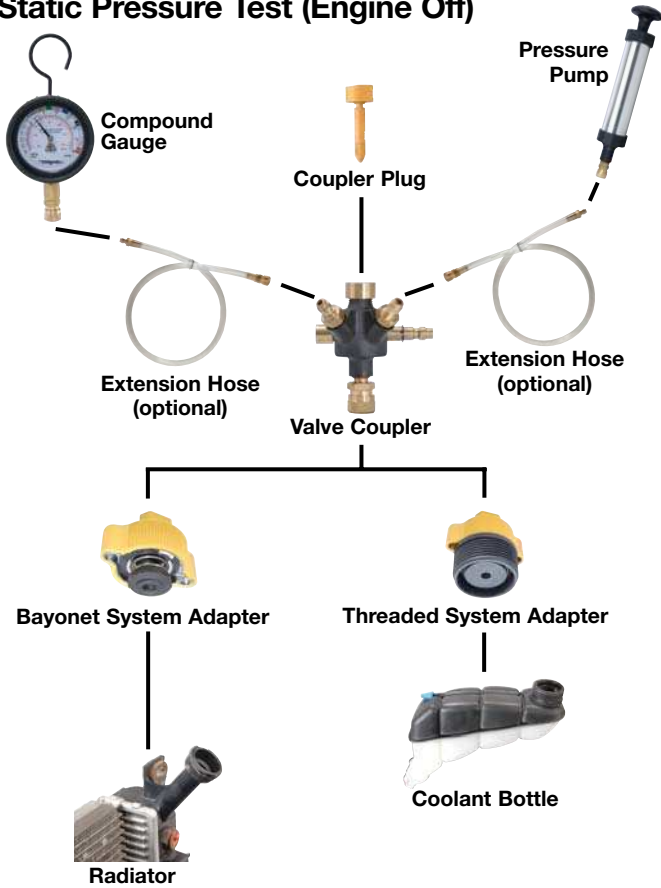 Static Pressure Test (Engine Off)
Pressure
Pump
Compound
Gauge
Coupler Plug
Extension Hose
(optional)
Extension Hose
(optional)
Valve Coupler
Bayonet System Adapter
Threaded System Adapter
Coolant Bottle
Radiator